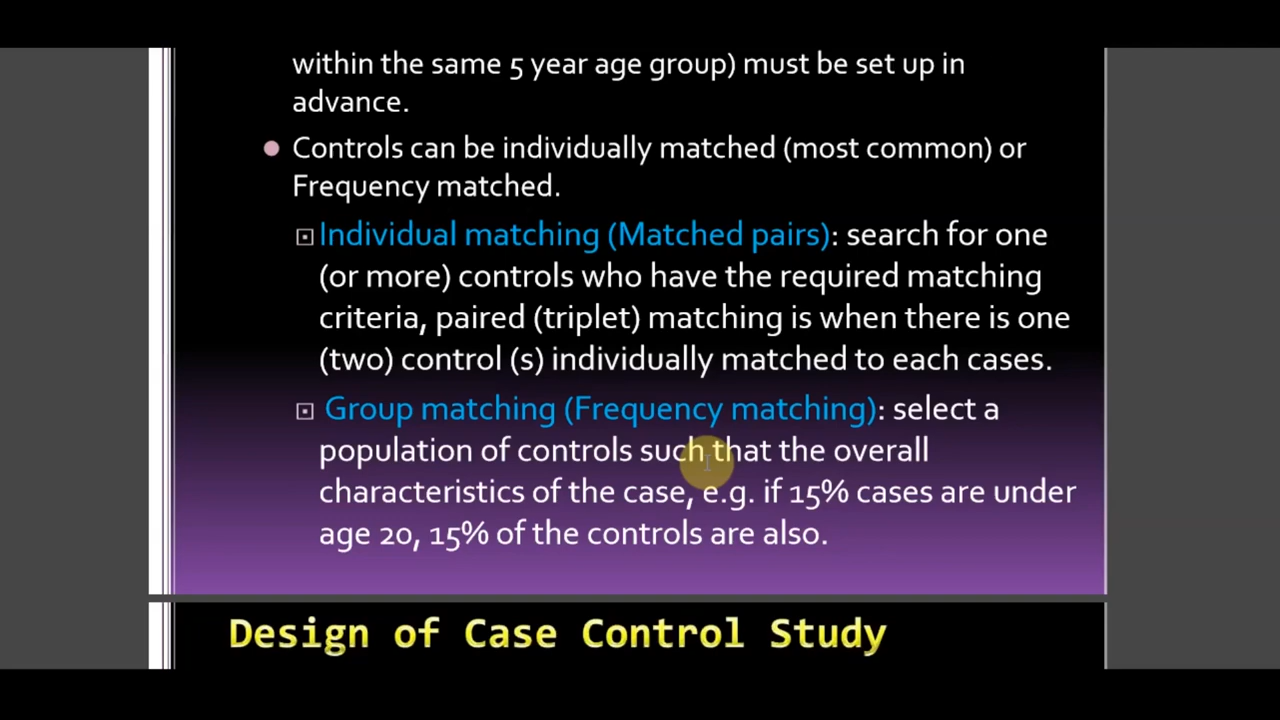 within the same 5 year age group) must be set up in
advance.
Controls can be individually matched (most common) or
Frequency matched.
Individual matching (Matched pairs): search for one
(or more) controls who have the required matching
criteria, paired (triplet) matching is when there is one
(two) control (s) individually matched to each cases.
Group matching (Frequency matching): select a
population of controls such that the overall
characteristics of the case, e.g. if 15% cases are under
age 20, 15% of the controls are also.
Design of Case Control Study